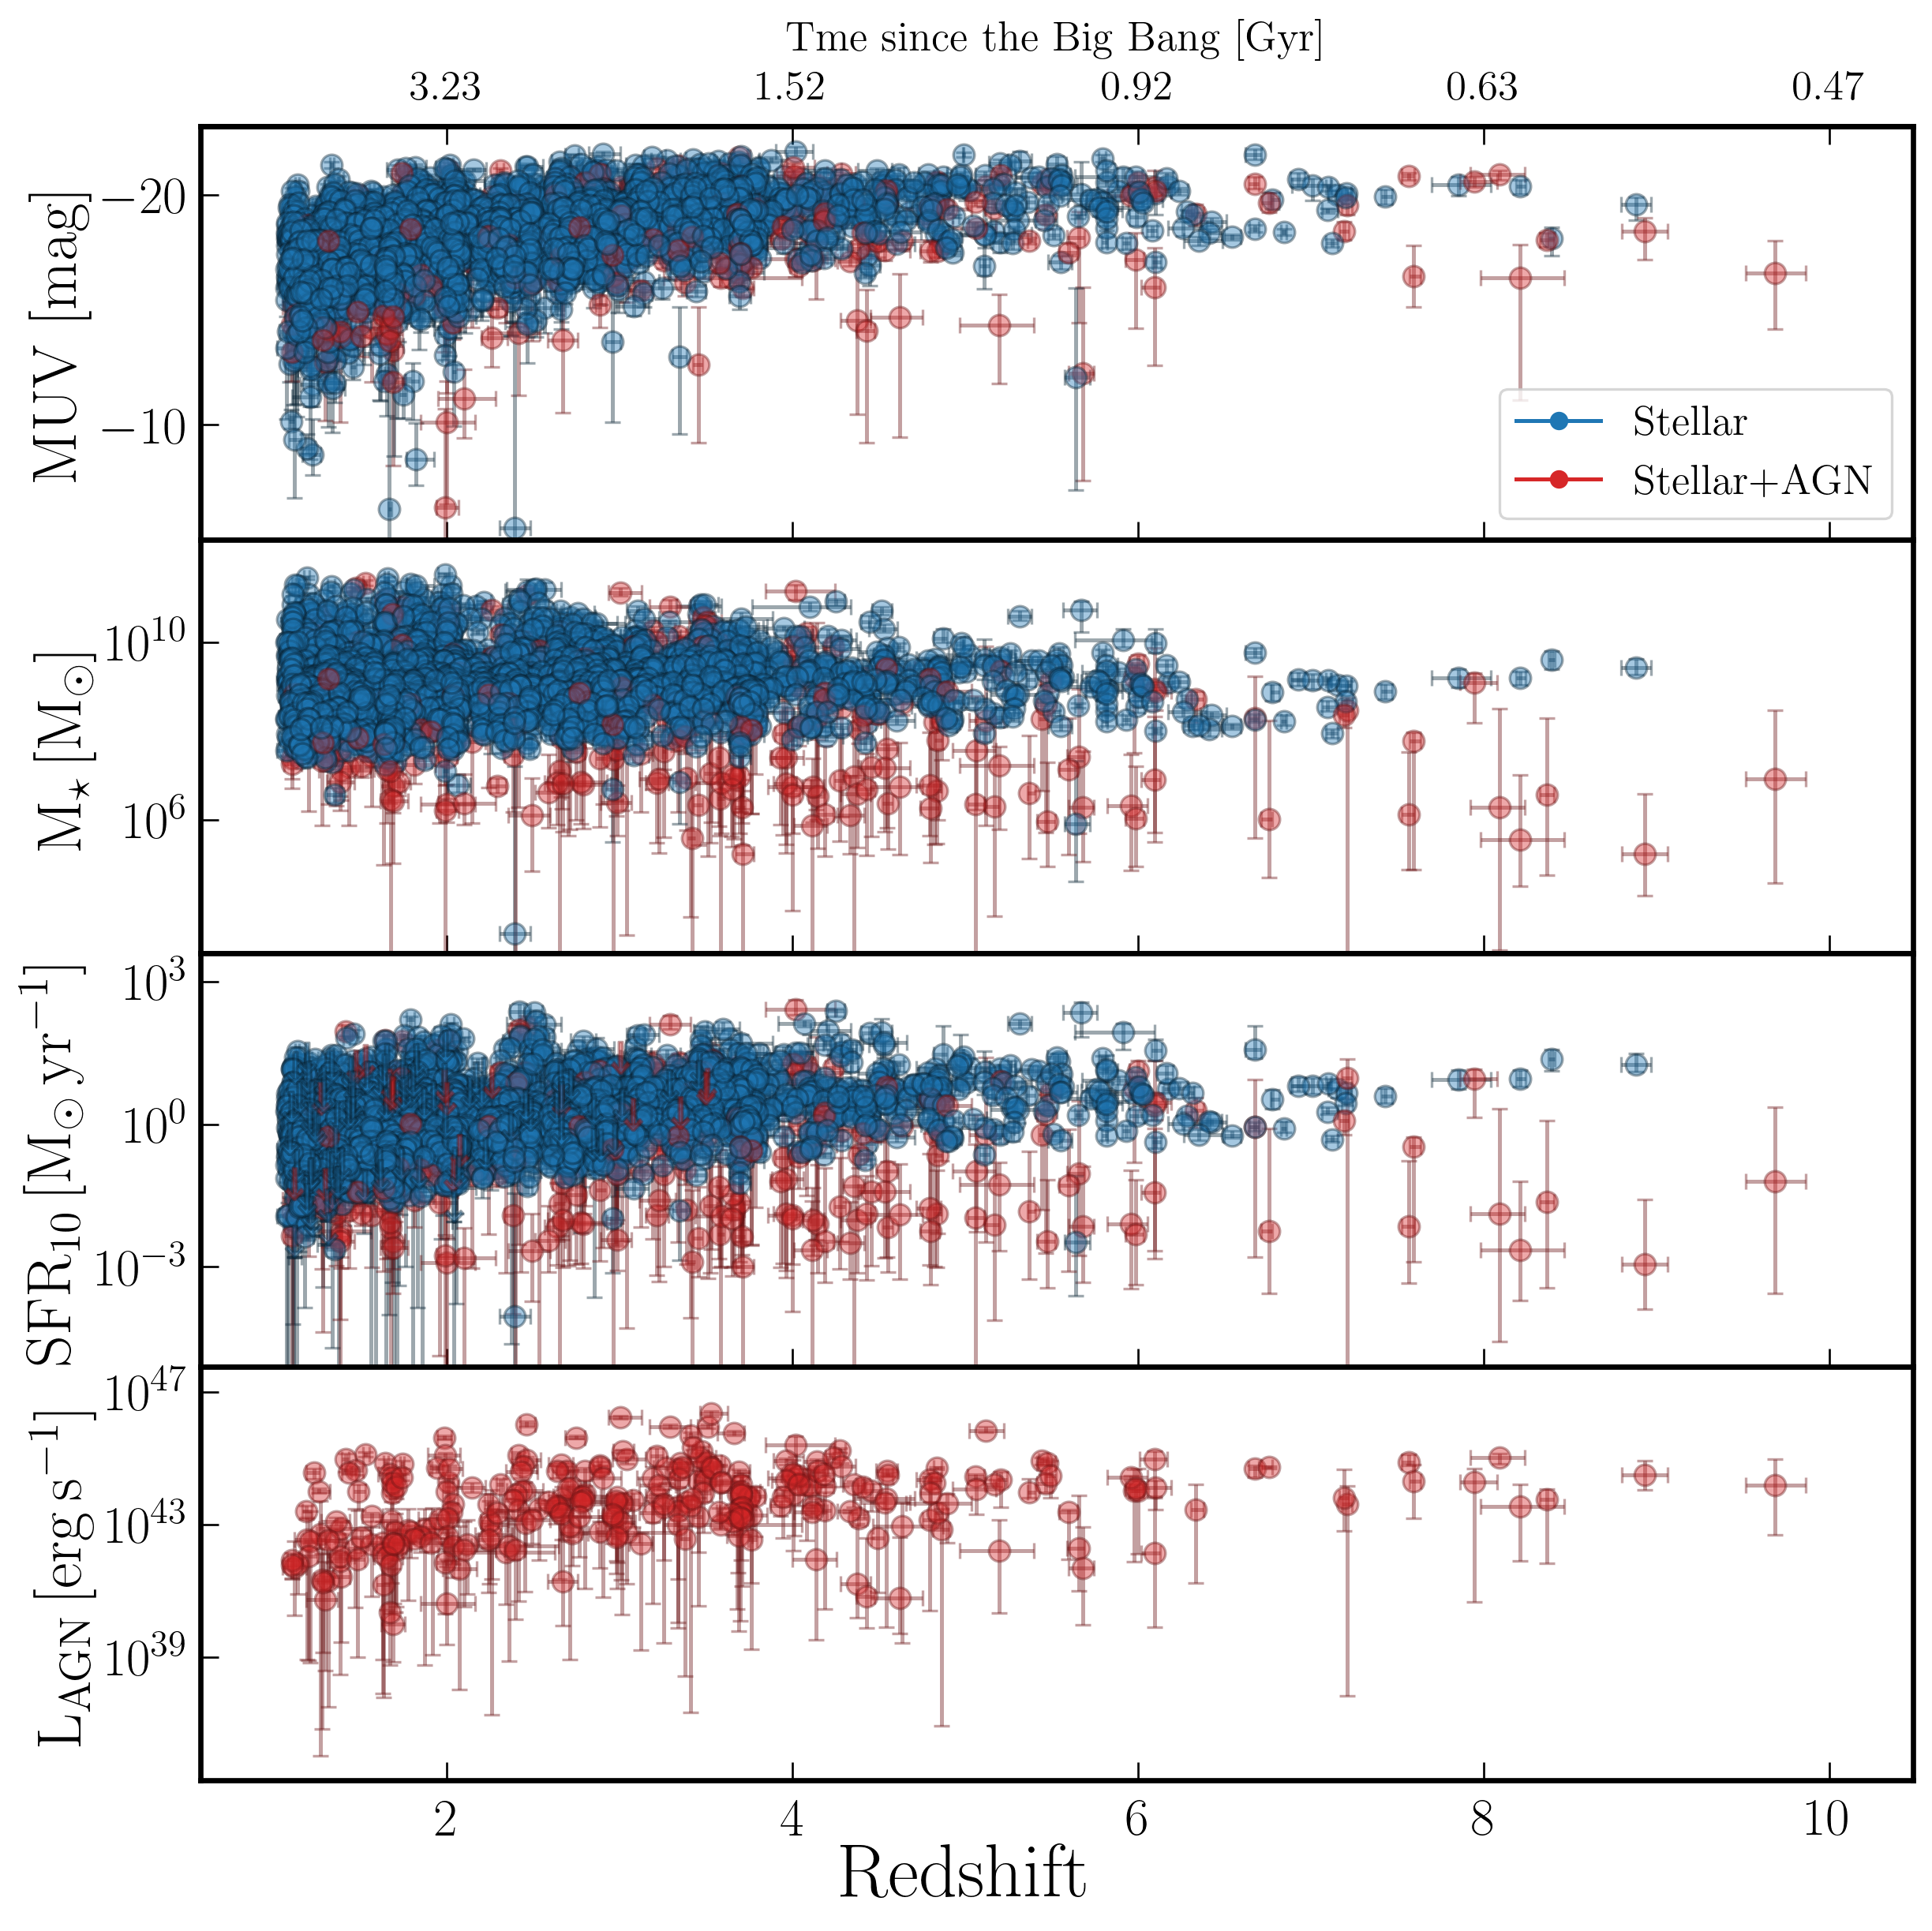 Tme since the Big Bang [Gyr]
3.23 1.52 0.92 0.63 0.47
MUV [mag]
−20
−10
Stellar
Stellar+AGN
M⋆ [M⊙]
10^10
10^6
SFR10 [M⊙ yr^−1]
10^3
10^0
10^−3
LAGN [erg s^−1]
10^47
10^43
10^39
2 4 6 8 10
Redshift